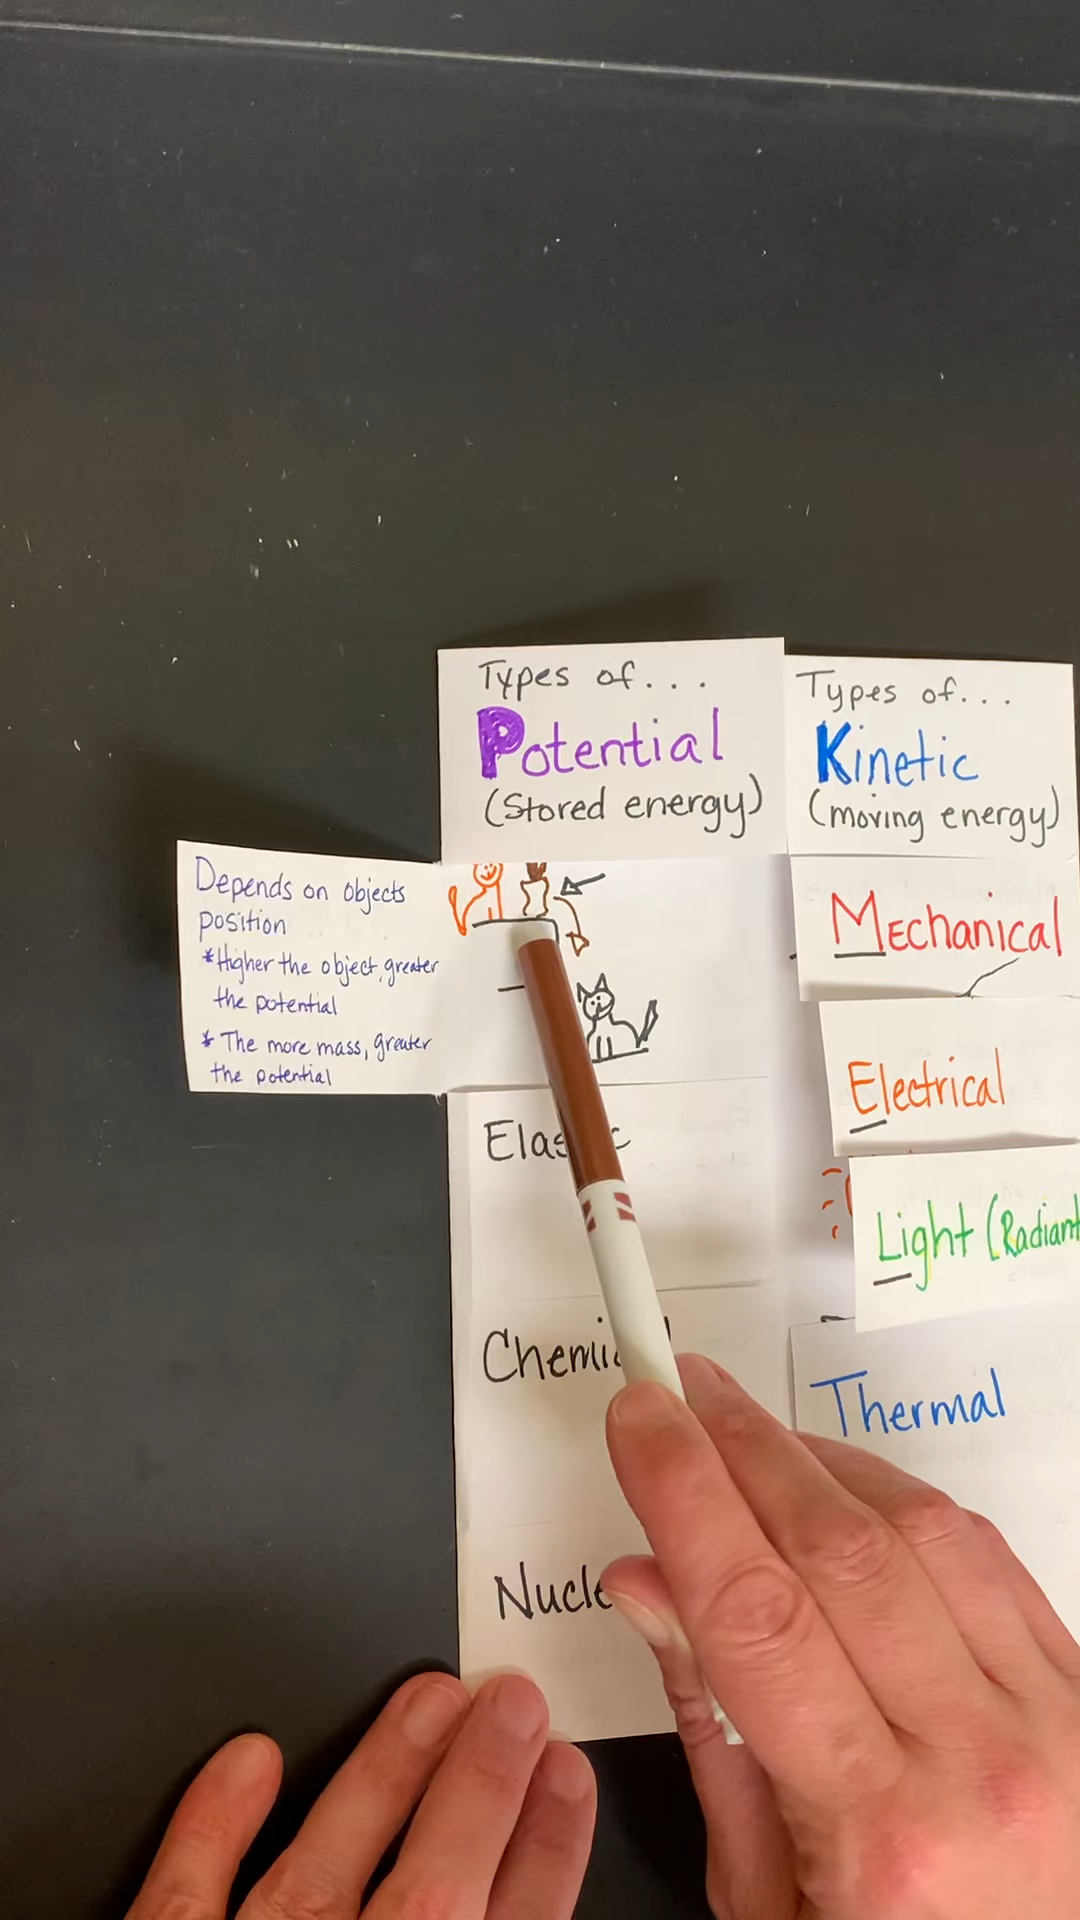 Types of...
Potential
(Stored energy)
Depends on objects
position
*Higher the object, greater
the potential
* The more mass, greater
the potential
Types of...
Kinetic
(moving energy)
Mechanical
Electrical
Light (Radiant
Thermal